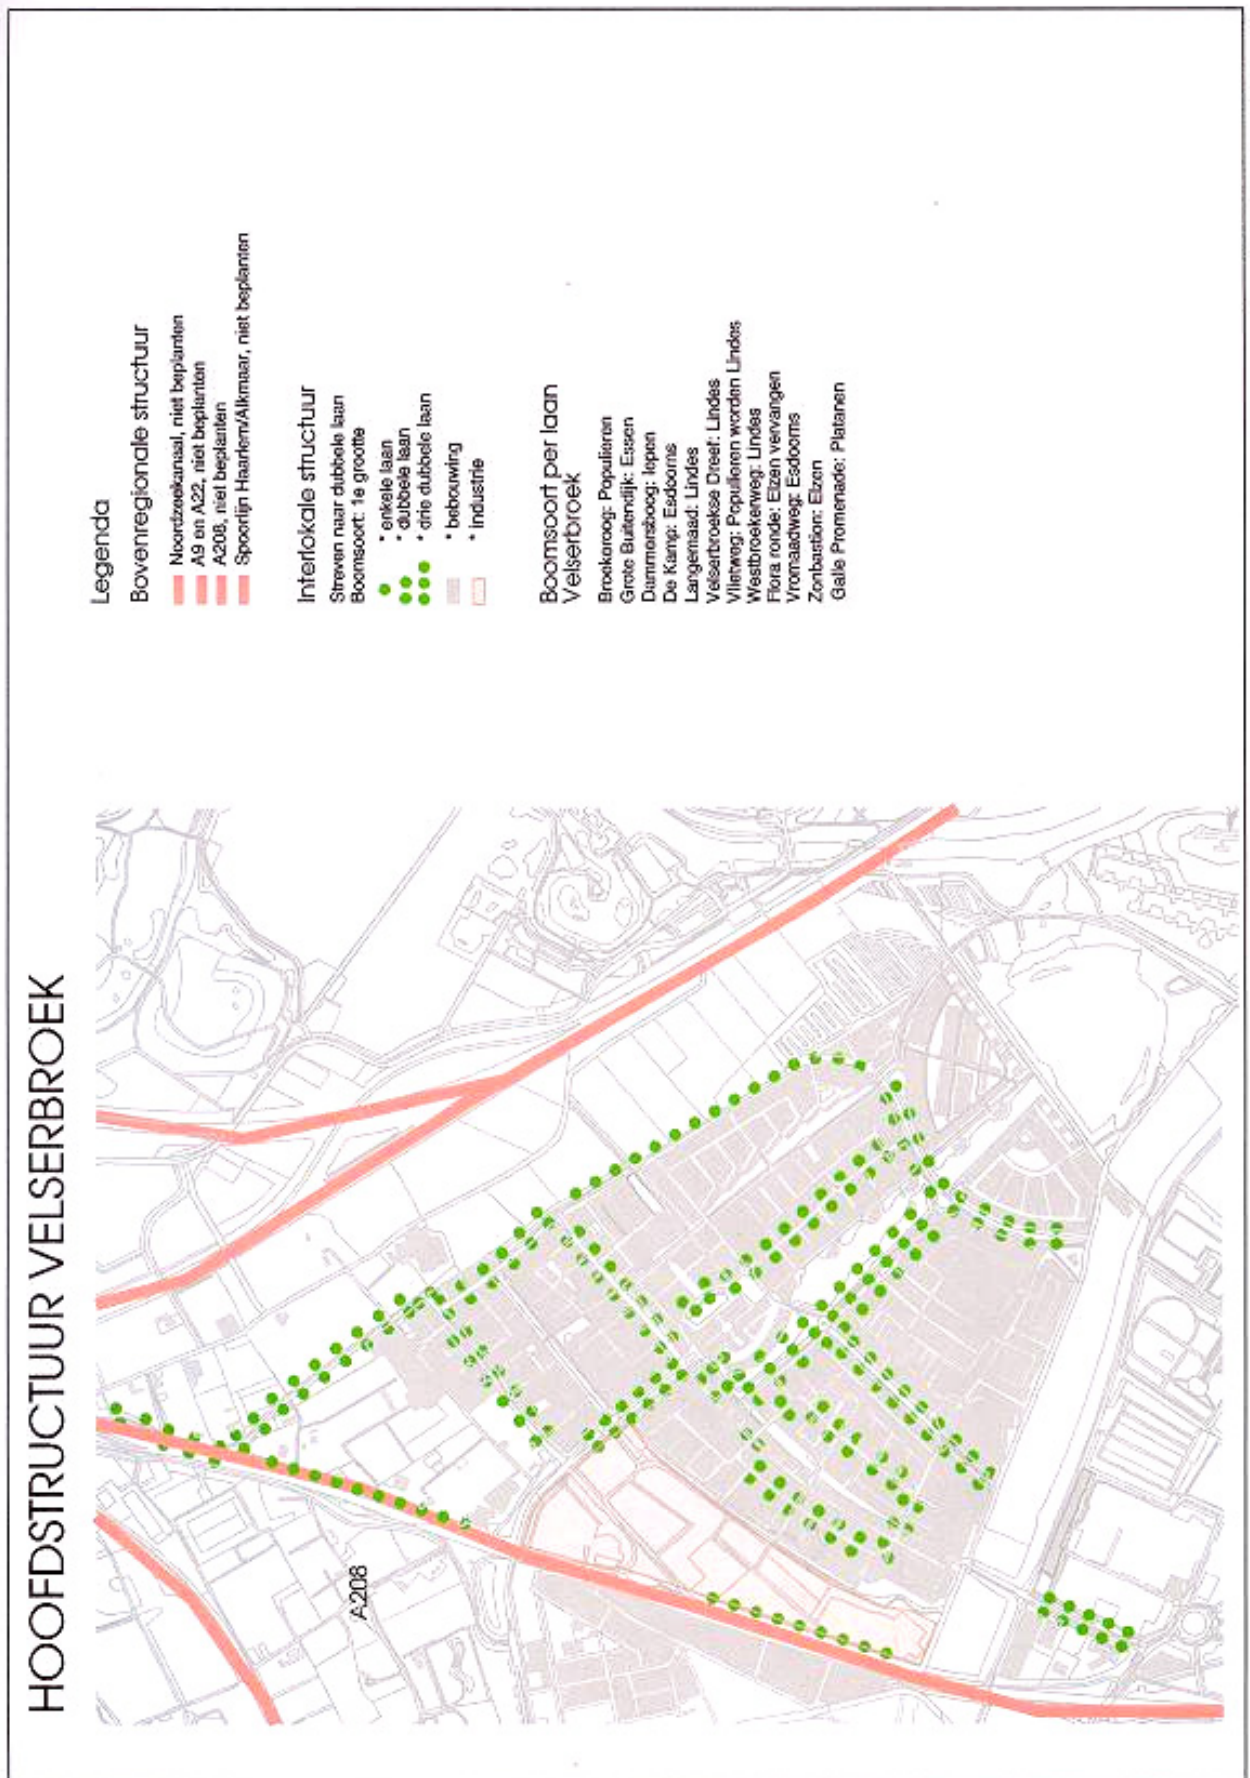 HOOFDSTRUCTUUR VELSERBROEK
A208
Legenda
Bovenregionale structuur
Noordzeekanaal, niet beplanten
A9 en A22, niet beplanten
A208, niet beplanten
Spoorlijn Haarlem/Alkmaar, niet beplanten
Interlokale structuur
Streven naar dubbele laan
Boomsoort: 1e grootte
* enkele laan
* dubbele laan
* drie dubbele laan
* bebouwing
* industrie
Boomsoort per laan
Velserbroek
Broekeroog: Populieren
Grote Buitendijk: Essen
Dammersboog: Iepen
De Kamp: Esdoorns
Langemaad: Lindes
Velserbroekse Dreef: Lindes
Vlietweg: Populieren worden Lindes
Westbroekerweg: Lindes
Flora ronde: Elzen vervangen
Vromaadweg: Esdoorns
Zonbastion: Elzen
Galle Promenade: Platanen